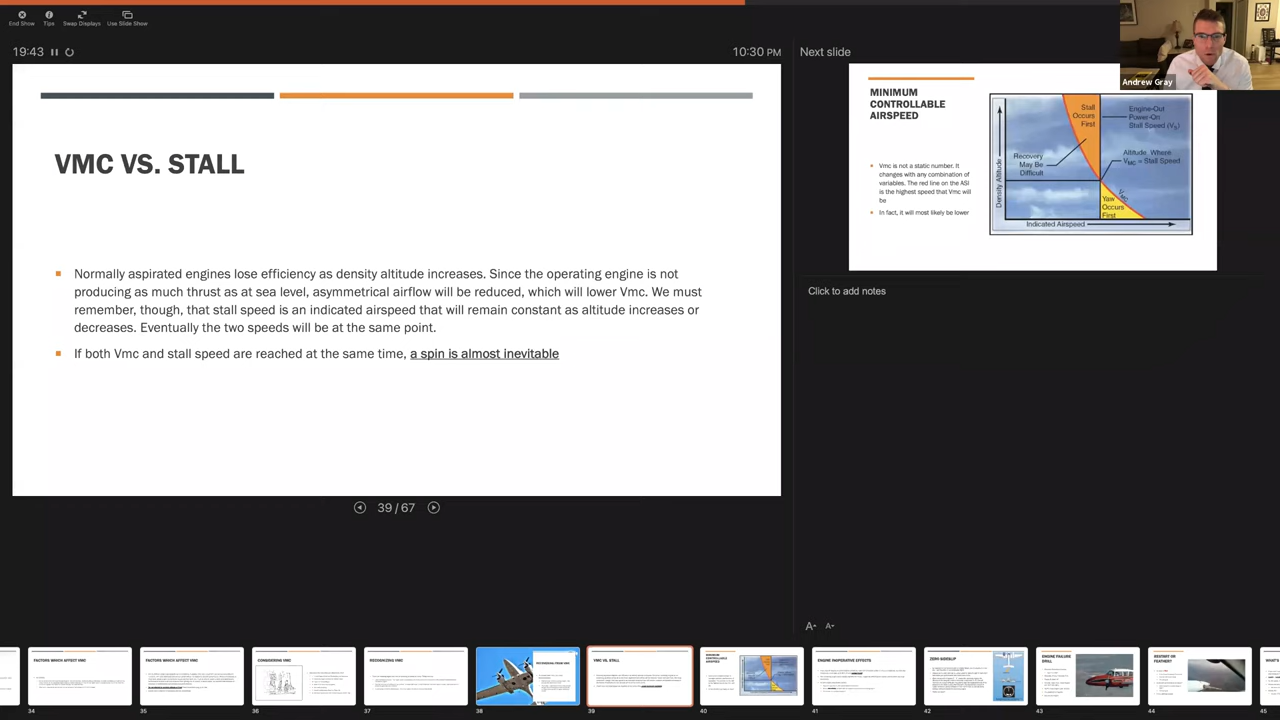 End Show
Tips
Swap Displays
Use Slide Show
19:43
10:30 PM
VMC VS. STALL
Normally aspirated engines lose efficiency as density altitude increases. Since the operating engine is not
producing as much thrust as at sea level, asymmetrical airflow will be reduced, which will lower Vmc. We must
remember, though, that stall speed is an indicated airspeed that will remain constant as altitude increases or
decreases. Eventually the two speeds will be at the same point.
If both Vmc and stall speed are reached at the same time, a spin is almost inevitable
39 / 67
Next slide
Andrew Gray
MINIMUM
CONTROLLABLE
AIRSPEED
Vmc is not a static number. It
changes with any combination of
variables. The red line on the ASI
is the highest speed that Vmc will
be
In fact, it will most likely be lower
Density Altitude
Stall
Occurs
First
Engine-Out
Power-On
Stall Speed (VS)
Recovery
May Be
Difficult
Altitude Where
VMC = Stall Speed
VMC
Yaw
Occurs
First
Indicated Airspeed
Click to add notes
A
A
FACTORS WHICH AFFECT VMC
FACTORS WHICH AFFECT VMC
CONSIDERING VMC
RECOGNIZING VMC
VMC VS. STALL
MINIMUM
CONTROLLABLE
AIRSPEED
ENGINE INOPERATIVE EFFECTS
ZERO SIDESLIP
ENGINE FAILURE
DRILL
RESTART OR
FEATHER?
WHAT'S
34
35
36
37
38
39
40
41
42
43
44
45